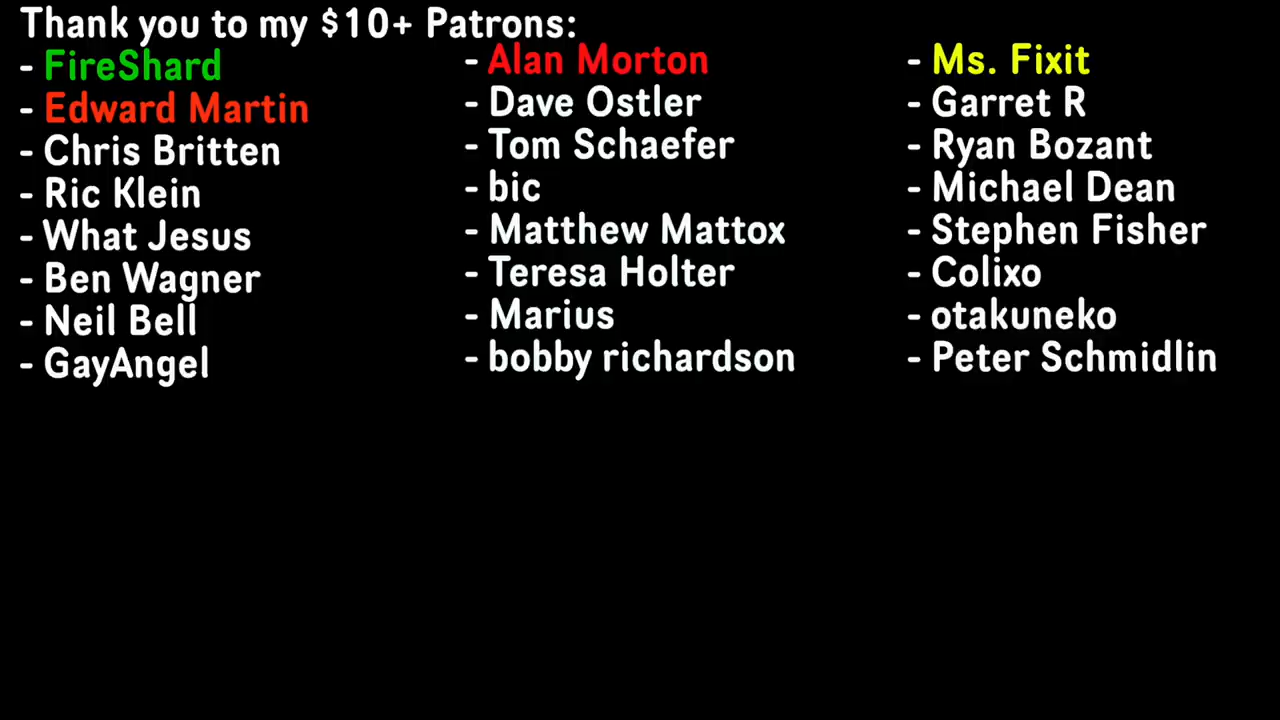 Thank you to my $10+ Patrons:
- FireShard
- Edward Martin
- Chris Britten
- Ric Klein
- What Jesus
- Ben Wagner
- Neil Bell
- GayAngel
- Alan Morton
- Dave Ostler
- Tom Schaefer
- bic
- Matthew Mattox
- Teresa Holter
- Marius
- bobby richardson
- Ms. Fixit
- Garret R
- Ryan Bozant
- Michael Dean
- Stephen Fisher
- Colixo
- otakuneko
- Peter Schmidlin